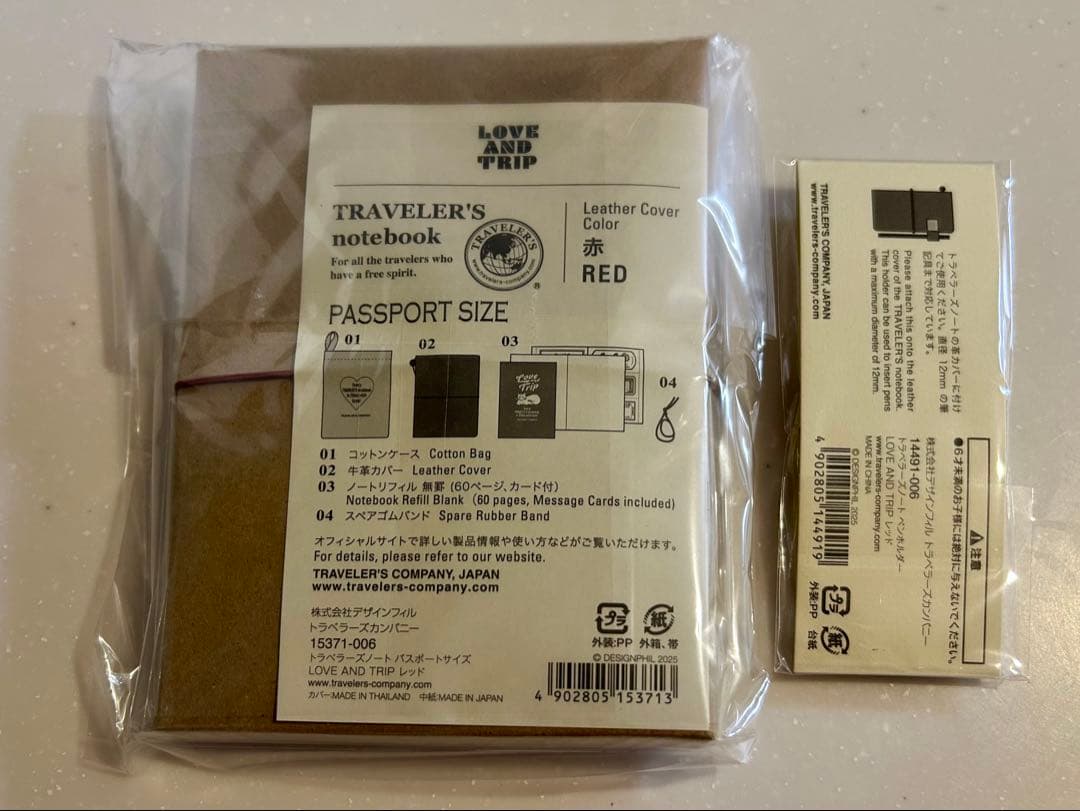 LOVE
AND
TRIP
TRAVELER'S
notebook
For all the travelers who
have a free spirit.
TRAVELER'S
www.travelers-company.com
®
Leather Cover
Color
赤
RED
PASSPORT SIZE
01
02
03
04
Love
and
Trip
01 コットンケース Cotton Bag
02 牛革カバー Leather Cover
03 ノートリフィル 無罫 (60ページ、カード付)
Notebook Refill Blank (60 pages, Message Cards included)
04 スペアゴムバンド Spare Rubber Band
オフィシャルサイトで詳しい製品情報や使い方などがご覧いただけます。
For details, please refer to our website.
TRAVELER'S COMPANY, JAPAN
www.travelers-company.com
株式会社デザインフィル
トラベラーズカンパニー
15371-006
トラベラーズノート パスポートサイズ
LOVE AND TRIP レッド
www.travelers-company.com
カバー:MADE IN THAILAND 中紙:MADE IN JAPAN
プラ
外装:PP
紙
外箱、帯
© DESIGNPHIL 2025
4 902805 153713
トラベラーズノートの革カバーに付け
てご使用ください。直径 12mm の筆
記具まで対応しています。
Please attach this onto the leather
cover of the TRAVELER'S notebook.
This holder can be used to insert pens
with a maximum diameter of 12mm.
TRAVELER'S COMPANY, JAPAN
www.travelers-company.com
注意
●6才未満のお子様には絶対に与えないでください。
株式会社デザインフィル トラベラーズカンパニー
14491-006
トラベラーズノート ペンホルダー
LOVE AND TRIP レッド
www.travelers-company.com
MADE IN CHINA
© DESIGNPHIL 2025
4 902805 144919
プラ
外装:PP
紙
台紙